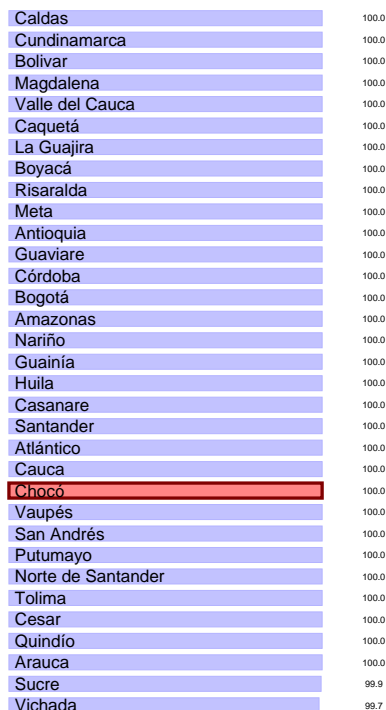 Caldas 100.0
Cundinamarca 100.0
Bolivar 100.0
Magdalena 100.0
Valle del Cauca 100.0
Caquetá 100.0
La Guajira 100.0
Boyacá 100.0
Risaralda 100.0
Meta 100.0
Antioquia 100.0
Guaviare 100.0
Córdoba 100.0
Bogotá 100.0
Amazonas 100.0
Nariño 100.0
Guainía 100.0
Huila 100.0
Casanare 100.0
Santander 100.0
Atlántico 100.0
Cauca 100.0
Chocó 100.0
Vaupés 100.0
San Andrés 100.0
Putumayo 100.0
Norte de Santander 100.0
Tolima 100.0
Cesar 100.0
Quindío 100.0
Arauca 100.0
Sucre 99.9
Vichada 99.7